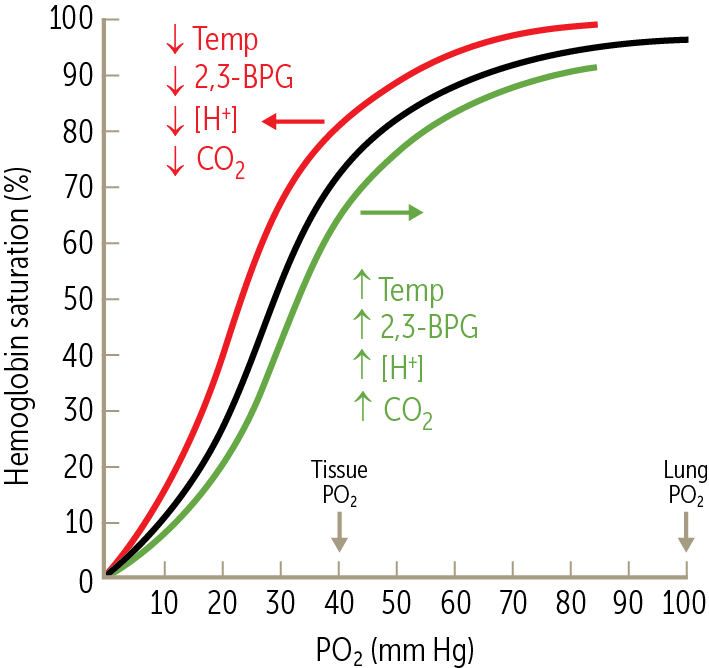 100
90
80
70
60
50
40
30
20
10
0
Hemoglobin saturation (%)
↓ Temp
↓ 2,3-BPG
↓ [H⁺]
↓ CO₂
↑ Temp
↑ 2,3-BPG
↑ [H⁺]
↑ CO₂
Tissue
PO₂
Lung
PO₂
10 20 30 40 50 60 70 80 90 100
PO₂ (mm Hg)